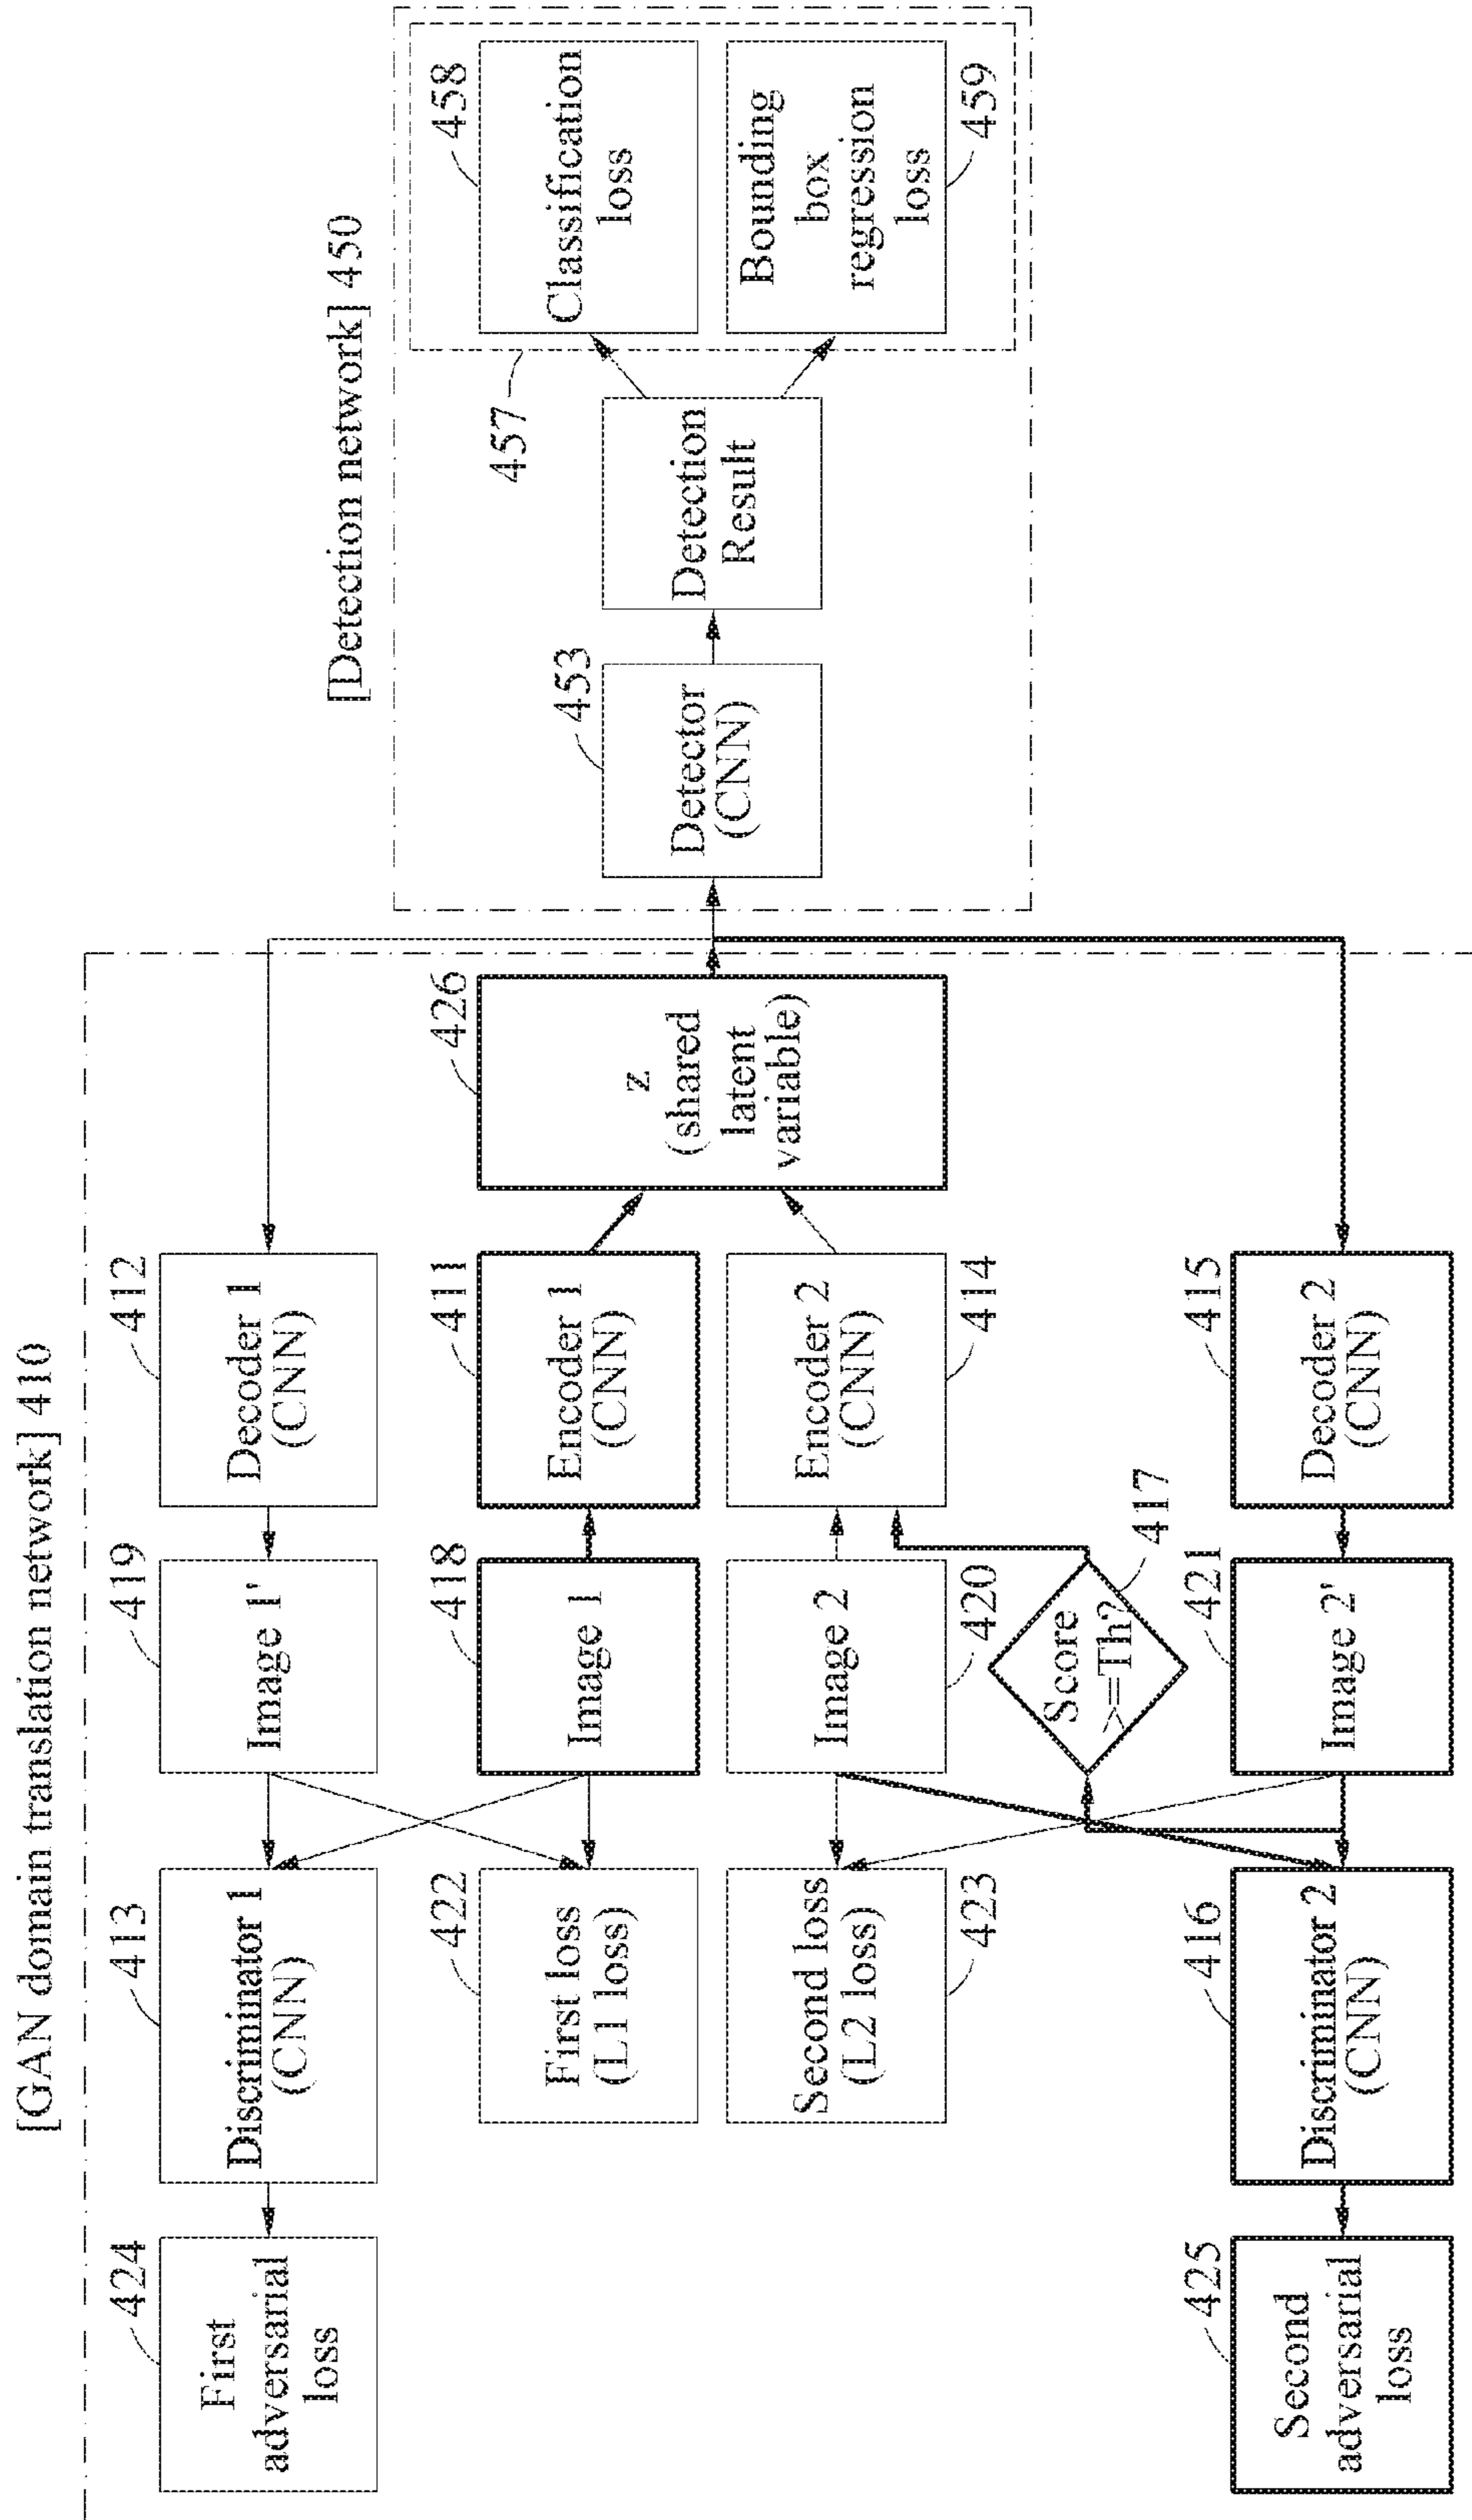 [GAN domain translation network] 410
[Detection network] 450
424
First
adversarial
loss
413
Discriminator 1
(CNN)
419
Image 1'
412
Decoder 1
(CNN)
422
First loss
(L1 loss)
418
Image 1
411
Encoder 1
(CNN)
426
z
(shared
latent
variable)
Second loss
(L2 loss)
423
Image 2
420
Encoder 2
(CNN)
414
Score
>=Th?
417
425
Second
adversarial
loss
416
Discriminator 2
(CNN)
421
Image 2'
415
Decoder 2
(CNN)
453
Detector
(CNN)
Detection
Result
457
458
Classification
loss
Bounding
box
regression
loss
459